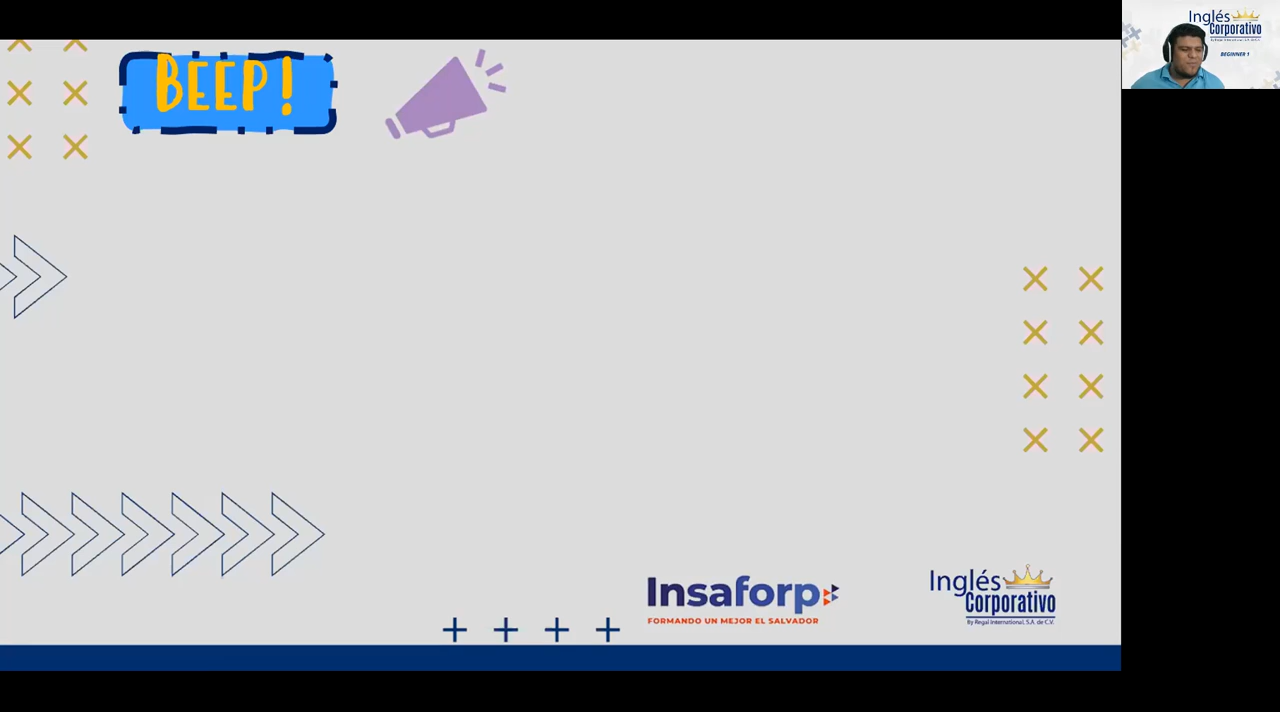 BEEP!
Inglés
Corporativo
BEGINNER 1
Insaforp
FORMANDO UN MEJOR EL SALVADOR
Inglés
Corporativo
By Regal International, S.A. de C.V.